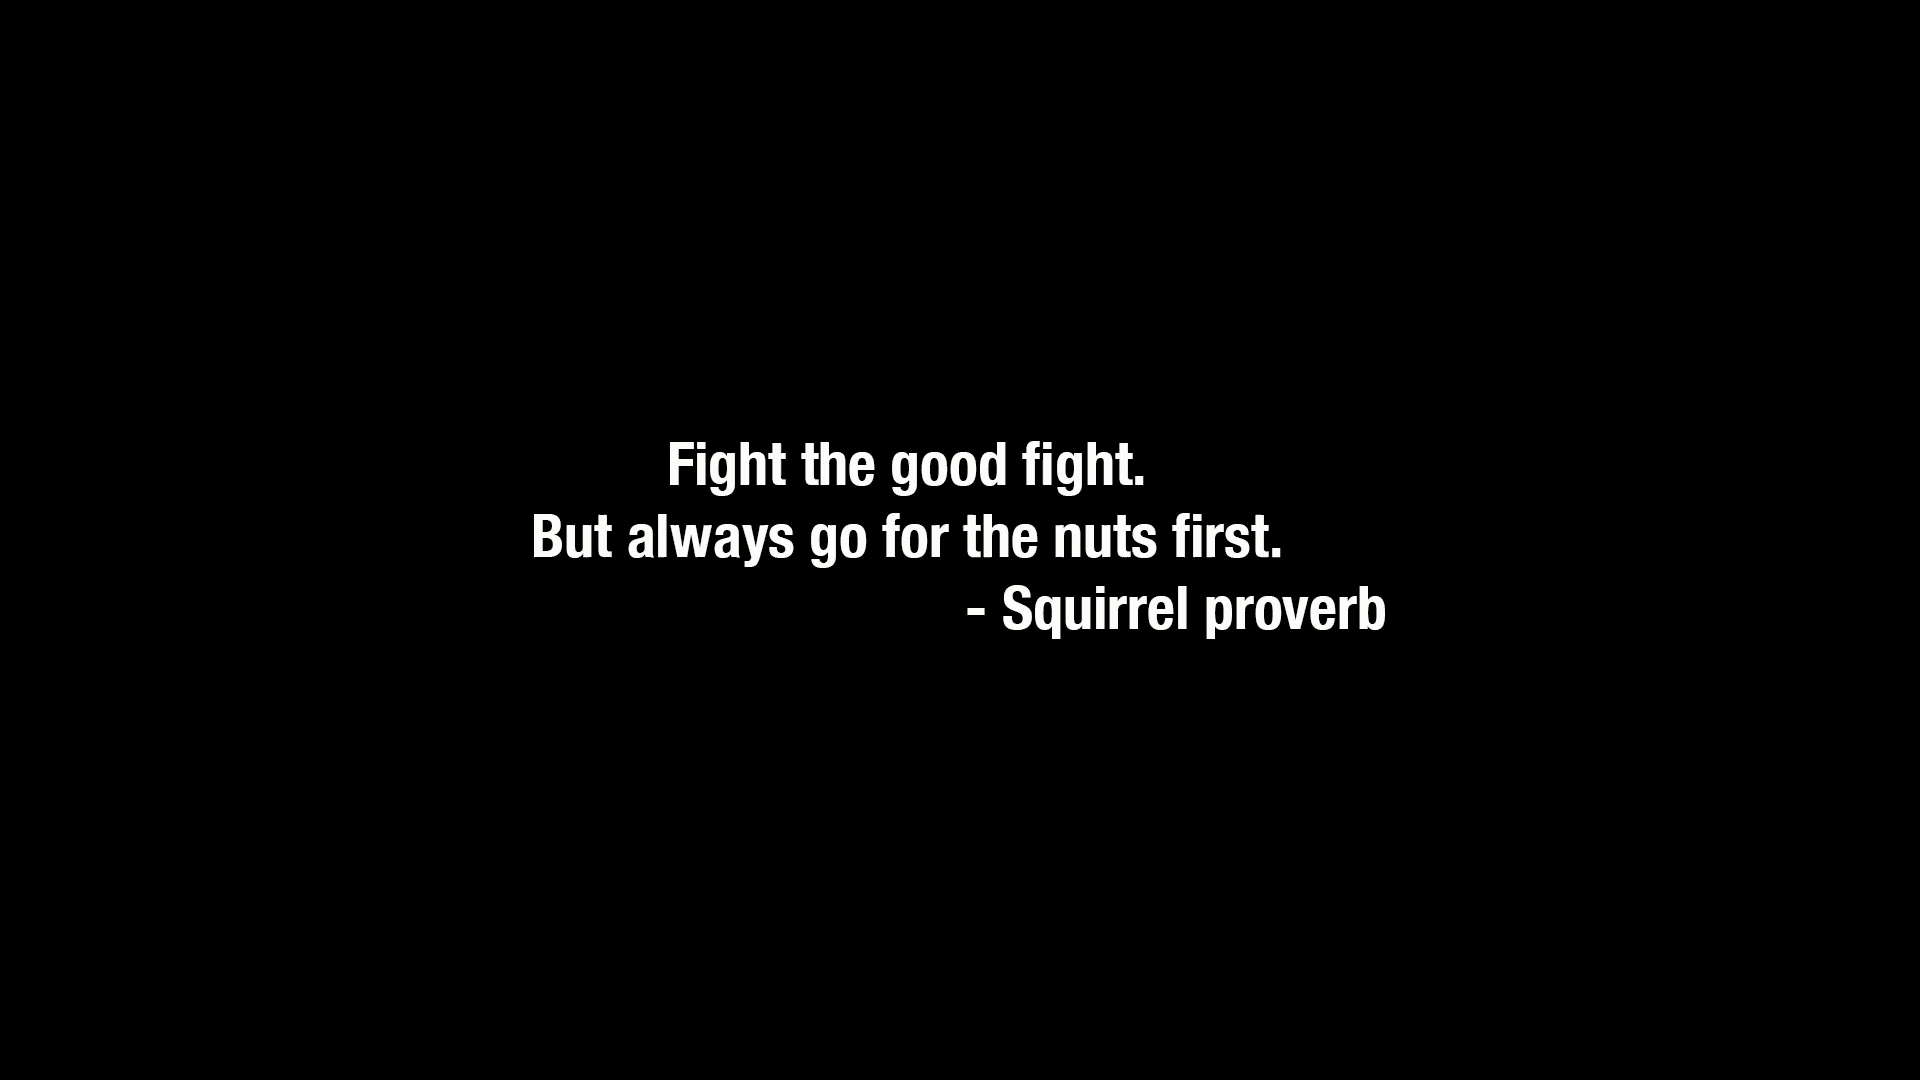 Fight the good fight.
But always go for the nuts first.
- Squirrel proverb